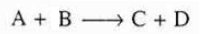 A + B ⟶ C + D